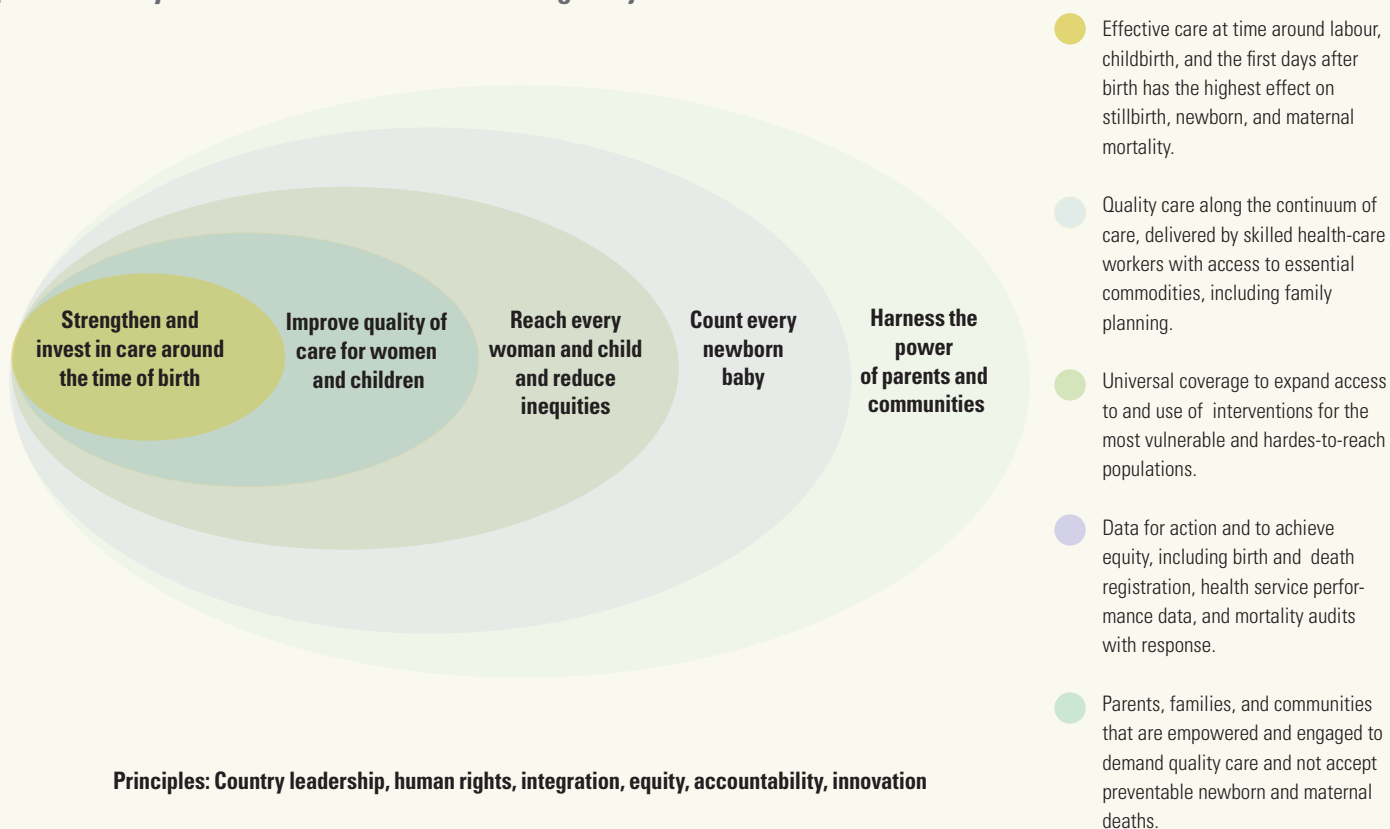 Strengthen and
invest in care around
the time of birth
Improve quality of
care for women
and children
Reach every
woman and child
and reduce
inequities
Count every
newborn
baby
Harness the
power
of parents and
communities
Principles: Country leadership, human rights, integration, equity, accountability, innovation
Effective care at time around labour,
childbirth, and the first days after
birth has the highest effect on
stillbirth, newborn, and maternal
mortality.
Quality care along the continuum of
care, delivered by skilled health-care
workers with access to essential
commodities, including family
planning.
Universal coverage to expand access
to and use of interventions for the
most vulnerable and hardes-to-reach
populations.
Data for action and to achieve
equity, including birth and death
registration, health service perfor-
mance data, and mortality audits
with response.
Parents, families, and communities
that are empowered and engaged to
demand quality care and not accept
preventable newborn and maternal
deaths.